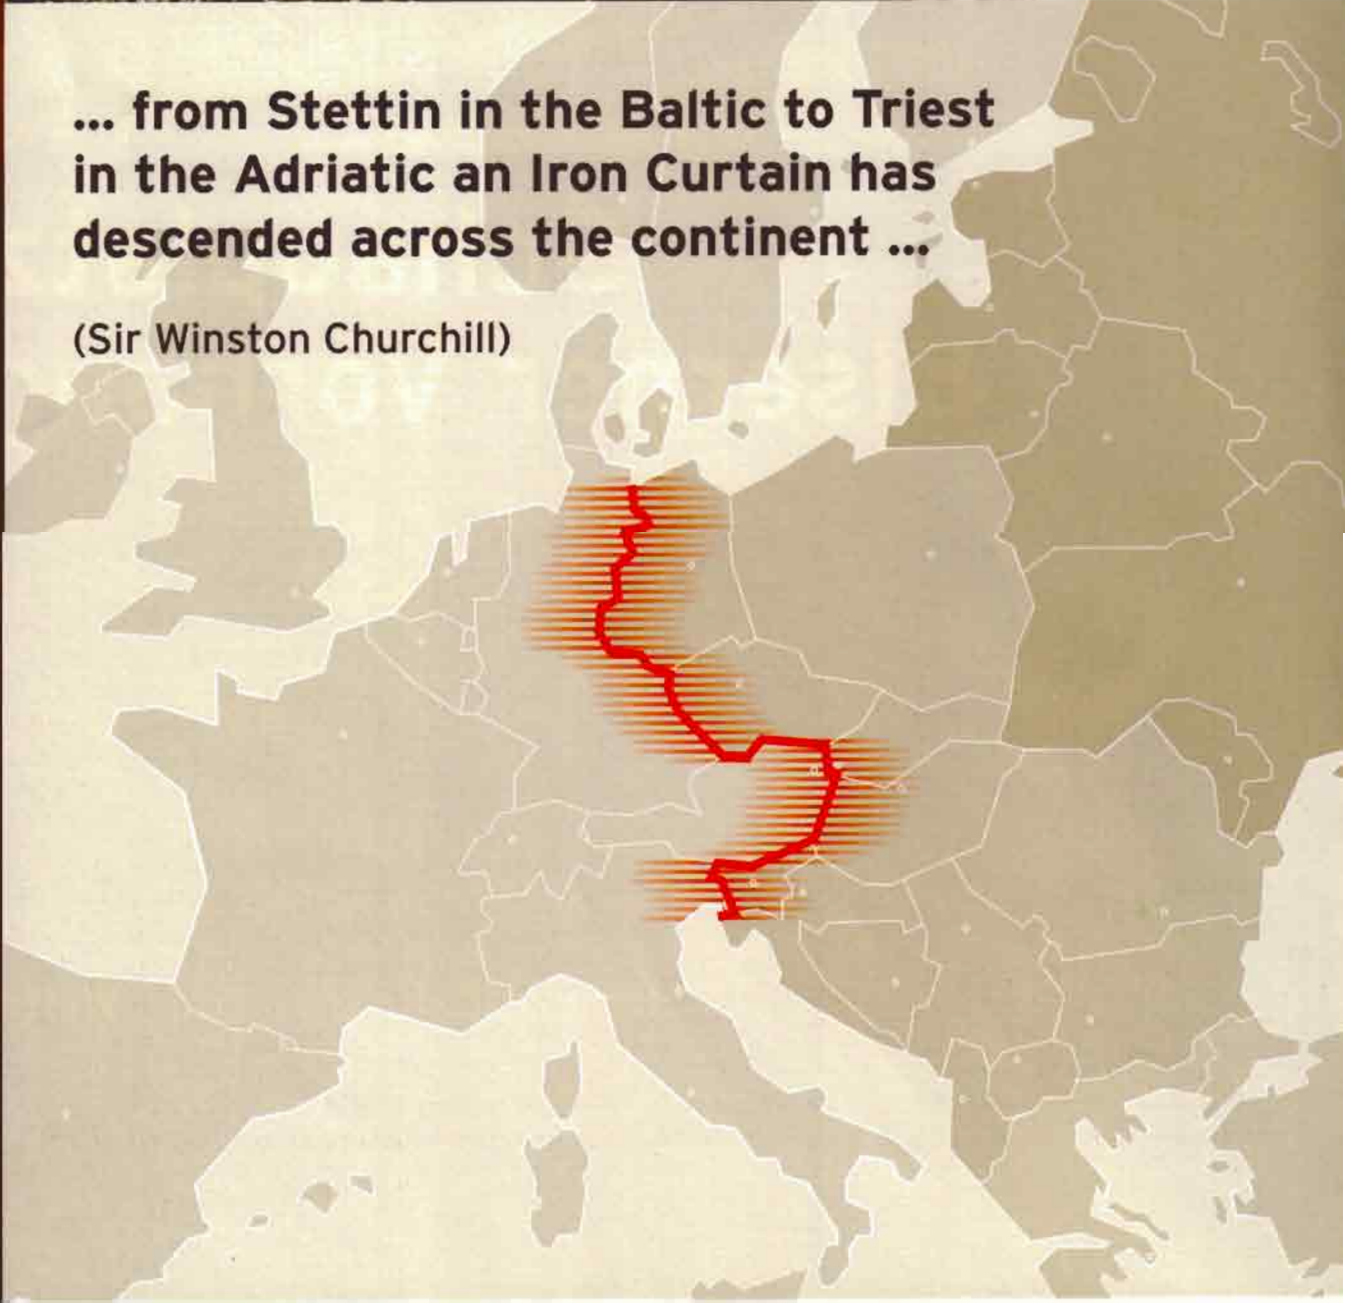 ... from Stettin in the Baltic to Triest
in the Adriatic an Iron Curtain has
descended across the continent ...
(Sir Winston Churchill)